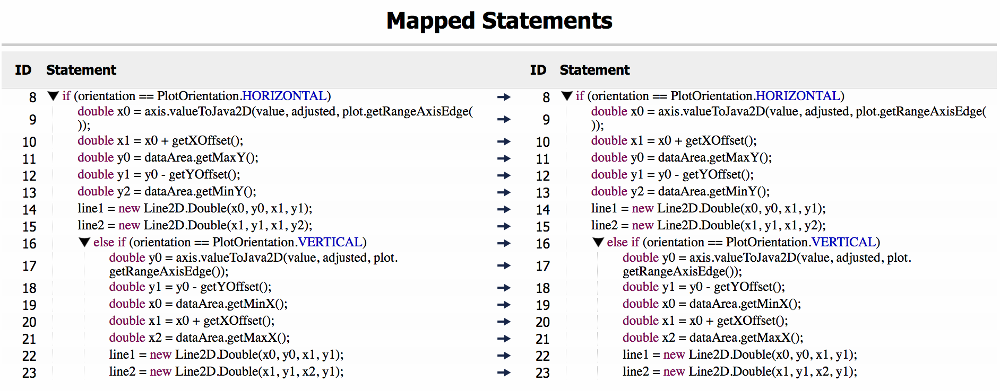 Mapped Statements
ID Statement ID Statement
8 if (orientation == PlotOrientation.HORIZONTAL) 8 if (orientation == PlotOrientation.HORIZONTAL)
9 double x0 = axis.valueToJava2D(value, adjusted, plot.getRangeAxisEdge( 9 double x0 = axis.valueToJava2D(value, adjusted, plot.getRangeAxisEdge(
)); ));
10 double x1 = x0 + getXOffset(); 10 double x1 = x0 + getXOffset();
11 double y0 = dataArea.getMaxY(); 11 double y0 = dataArea.getMaxY();
12 double y1 = y0 - getYOffset(); 12 double y1 = y0 - getYOffset();
13 double y2 = dataArea.getMinY(); 13 double y2 = dataArea.getMinY();
14 line1 = new Line2D.Double(x0, y0, x1, y1); 14 line1 = new Line2D.Double(x0, y0, x1, y1);
15 line2 = new Line2D.Double(x1, y1, x1, y2); 15 line2 = new Line2D.Double(x1, y1, x1, y2);
16 else if (orientation == PlotOrientation.VERTICAL) 16 else if (orientation == PlotOrientation.VERTICAL)
17 double y0 = axis.valueToJava2D(value, adjusted, plot. 17 double y0 = axis.valueToJava2D(value, adjusted, plot.
getRangeAxisEdge()); getRangeAxisEdge());
18 double y1 = y0 - getYOffset(); 18 double y1 = y0 - getYOffset();
19 double x0 = dataArea.getMinX(); 19 double x0 = dataArea.getMinX();
20 double x1 = x0 + getXOffset(); 20 double x1 = x0 + getXOffset();
21 double x2 = dataArea.getMaxX(); 21 double x2 = dataArea.getMaxX();
22 line1 = new Line2D.Double(x0, y0, x1, y1); 22 line1 = new Line2D.Double(x0, y0, x1, y1);
23 line2 = new Line2D.Double(x1, y1, x2, y1); 23 line2 = new Line2D.Double(x1, y1, x2, y1);